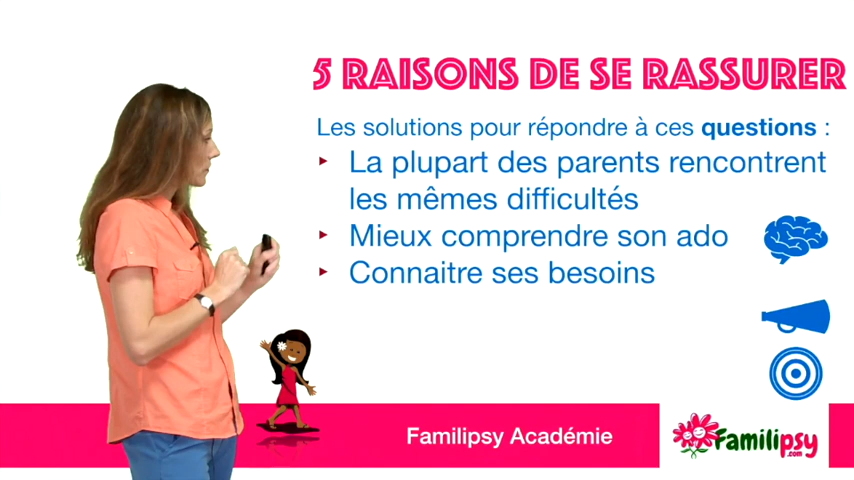 5 RAISONS DE SE RASSURER
Les solutions pour répondre à ces questions :
‣ La plupart des parents rencontrent
les mêmes difficultés
‣ Mieux comprendre son ado
‣ Connaitre ses besoins
Familipsy Académie
Familipsy
.com